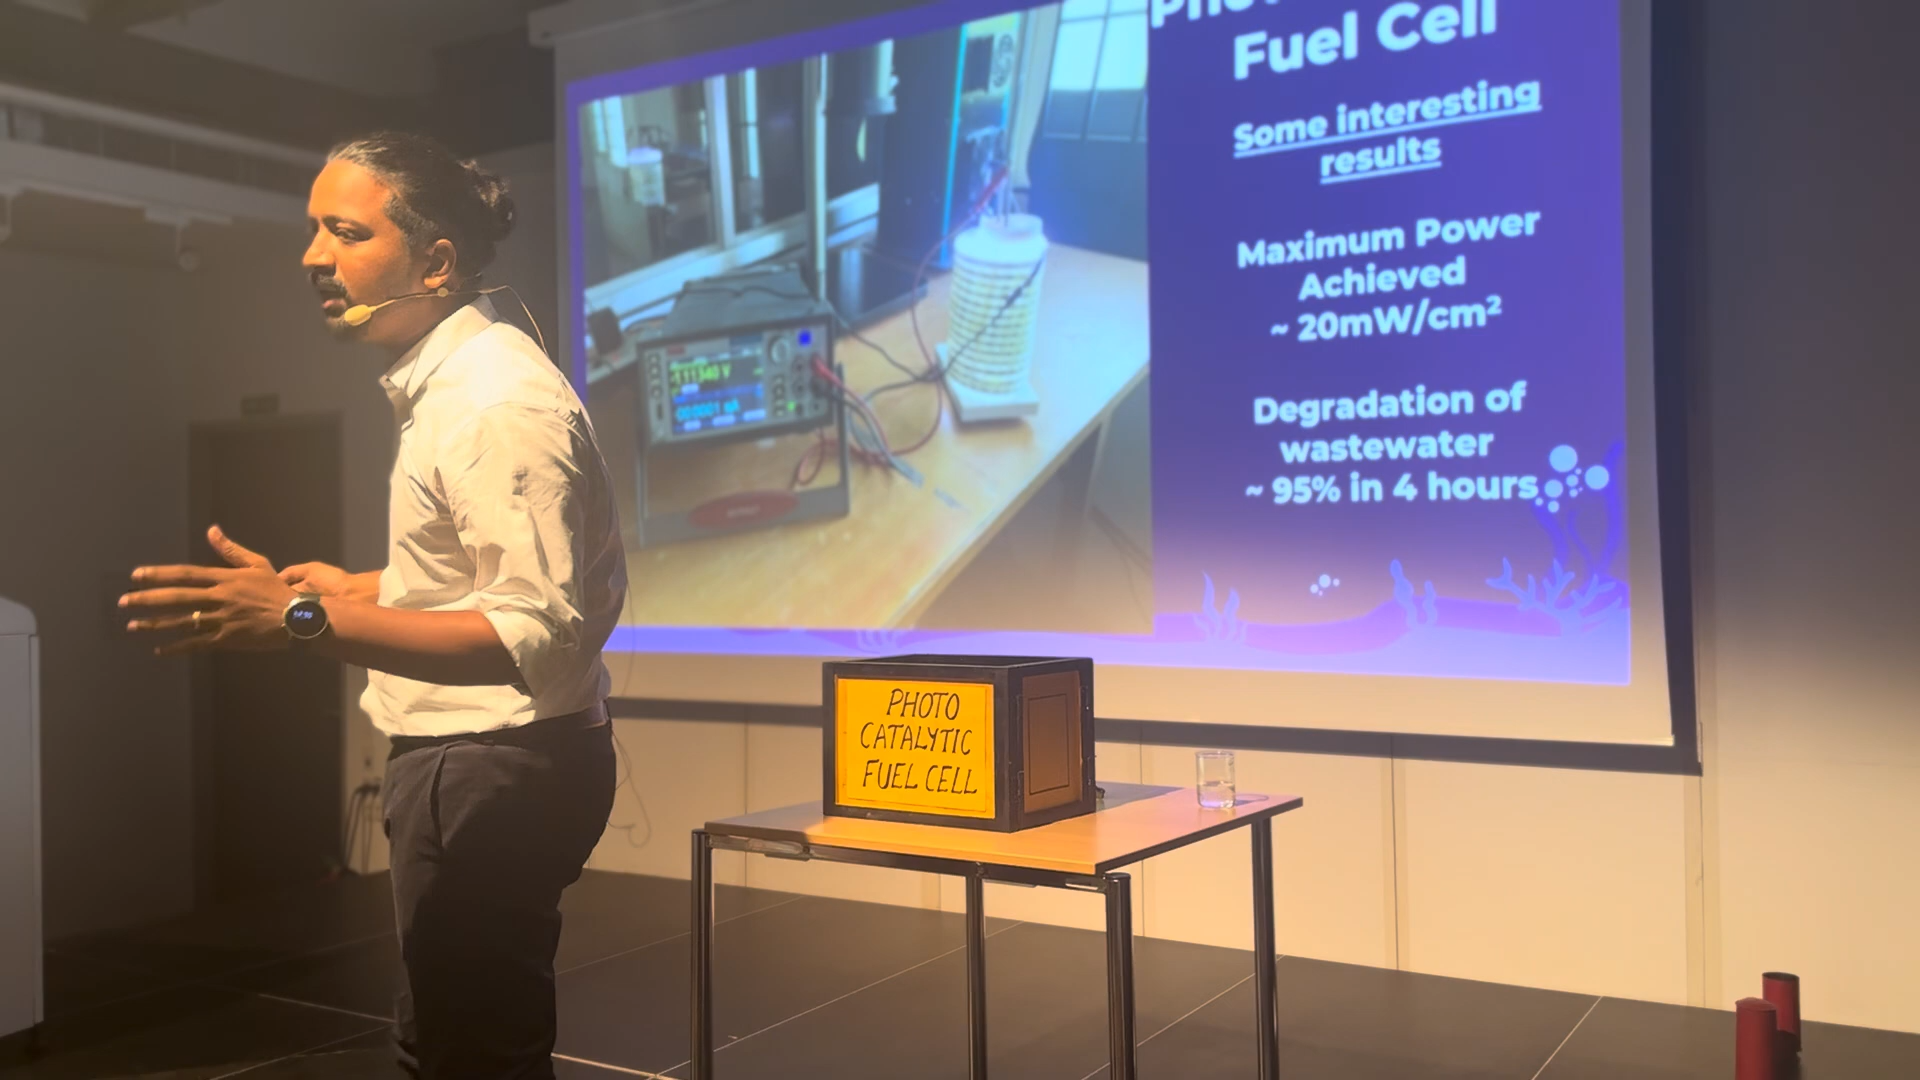 Fuel Cell
Some interesting
results
Maximum Power
Achieved
~ 20mW/cm²
Degradation of
wastewater
~ 95% in 4 hours
PHOTO
CATALYTIC
FUEL CELL